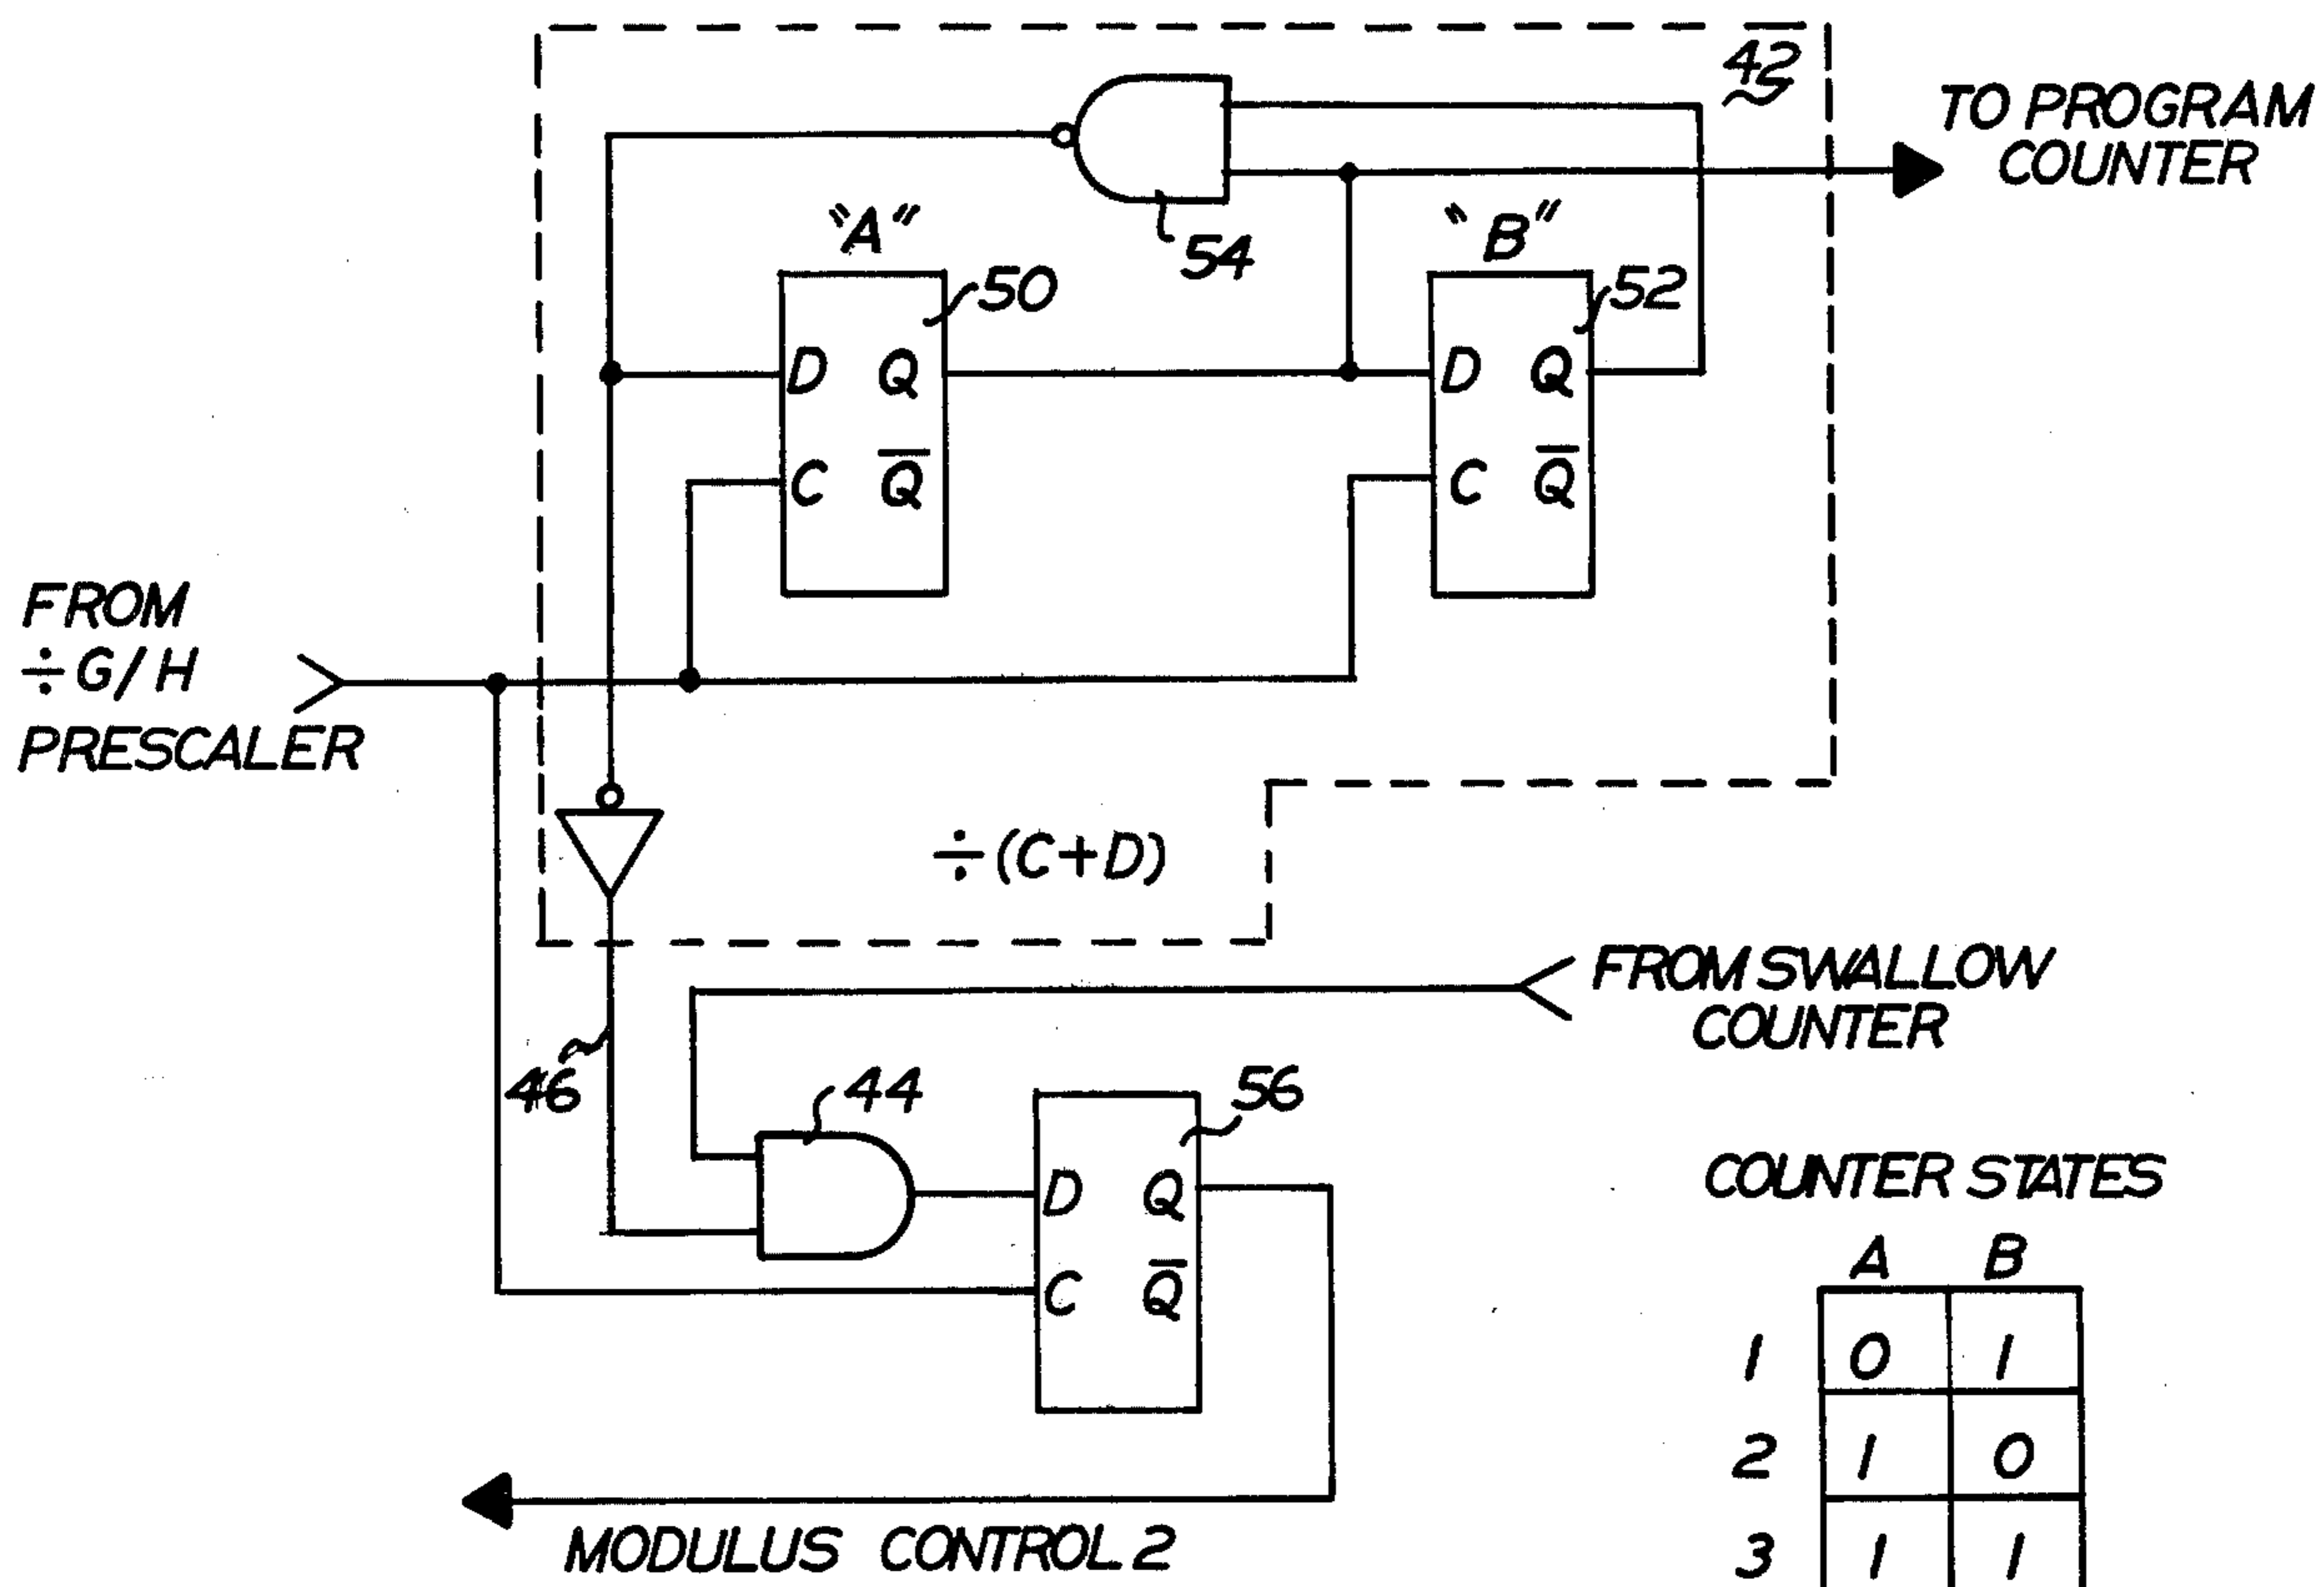 42
TO PROGRAM
COUNTER
"A"
54
"B"
50
52
D Q
C Q̅
D Q
C Q̅
FROM
÷G/H
PRESCALER
÷(C+D)
FROM SWALLOW
COUNTER
46
44
56
D Q
C Q̅
COUNTER STATES
A B
1 0 1
2 1 0
3 1 1
MODULUS CONTROL 2